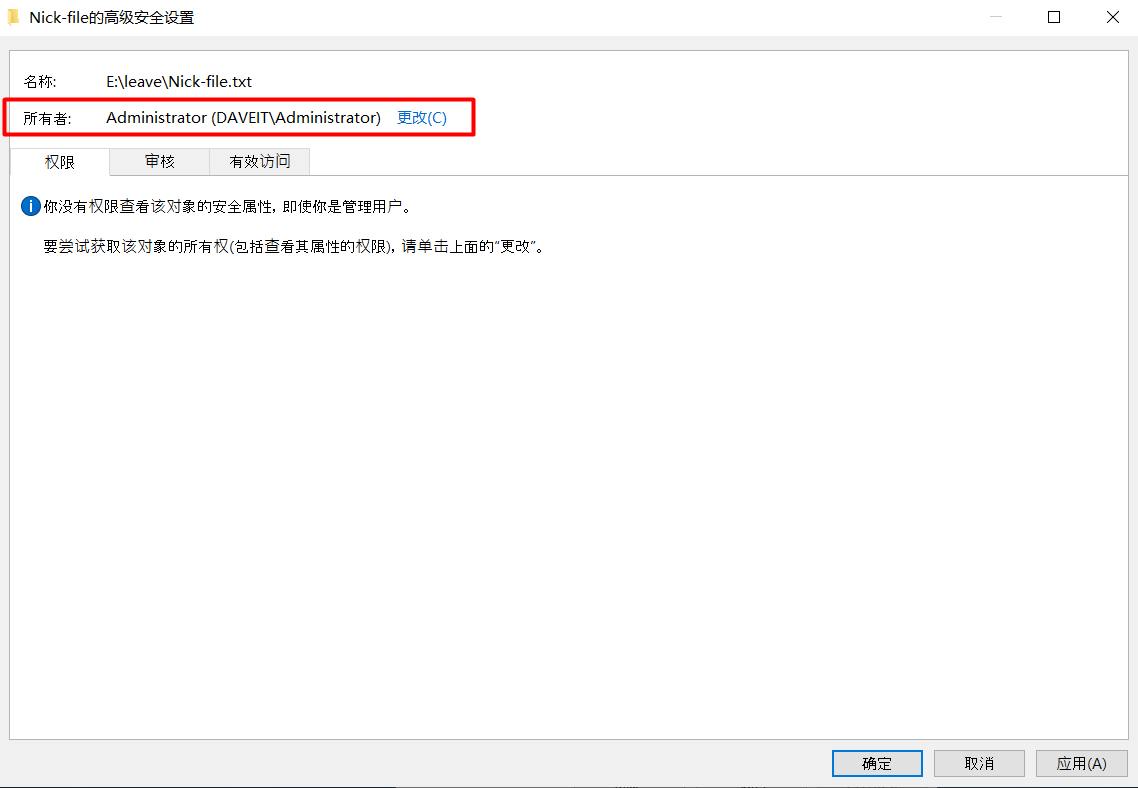 Nick-file的高级安全设置
名称: E:\leave\Nick-file.txt
所有者: Administrator (DAVEIT\Administrator) 更改(C)
权限 审核 有效访问
你没有权限查看该对象的安全属性, 即使你是管理用户。
要尝试获取该对象的所有权(包括查看其属性的权限), 请单击上面的“更改”。
确定 取消 应用(A)